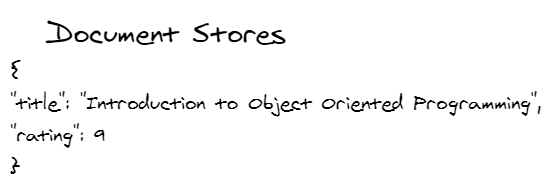 Document Stores
{
"title": "Introduction to Object Oriented Programming",
"rating": 9
}